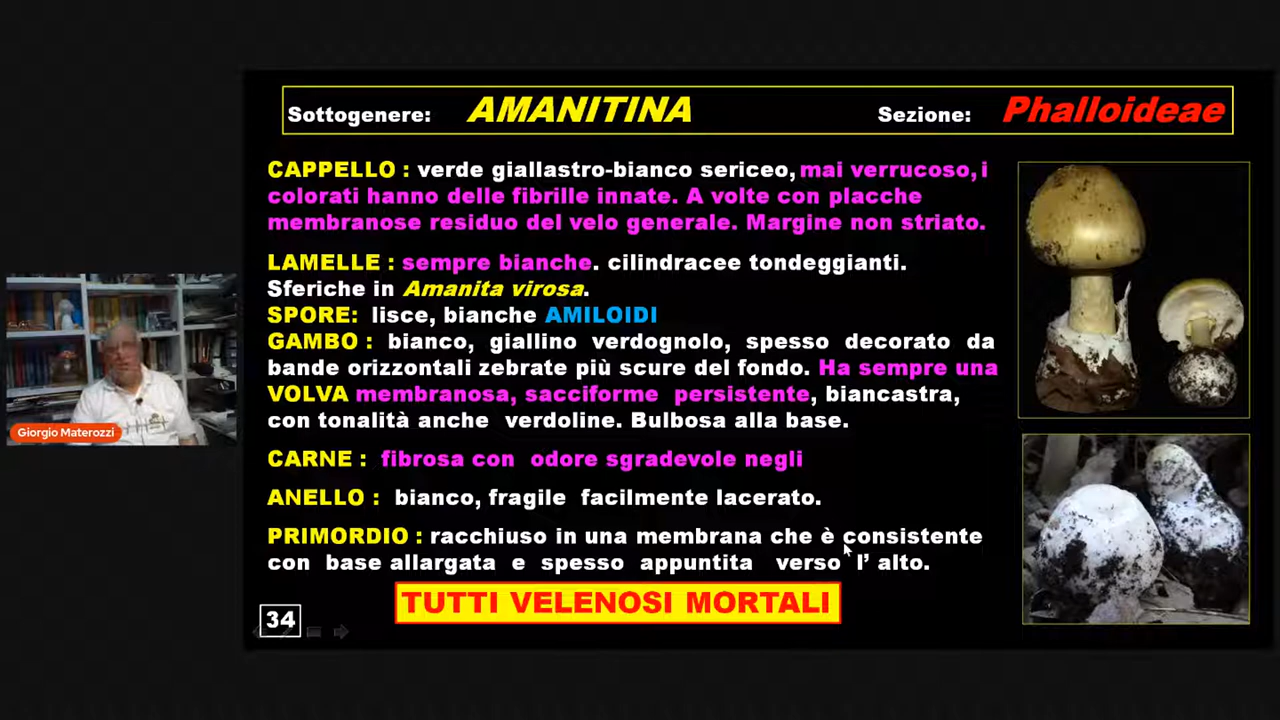 Sottogenere: AMANITINA Sezione: Phalloideae
CAPPELLO : verde giallastro-bianco sericeo, mai verrucoso, i
colorati hanno delle fibrille innate. A volte con placche
membranose residuo del velo generale. Margine non striato.
LAMELLE : sempre bianche. cilindracee tondeggianti.
Sferiche in Amanita virosa.
SPORE: lisce, bianche AMILOIDI
GAMBO : bianco, giallino verdognolo, spesso decorato da
bande orizzontali zebrate più scure del fondo. Ha sempre una
VOLVA membranosa, sacciforme persistente, biancastra,
con tonalità anche verdoline. Bulbosa alla base.
Giorgio Materozzi
CARNE : fibrosa con odore sgradevole negli
ANELLO : bianco, fragile facilmente lacerato.
PRIMORDIO : racchiuso in una membrana che è consistente
con base allargata e spesso appuntita verso l' alto.
TUTTI VELENOSI MORTALI
34